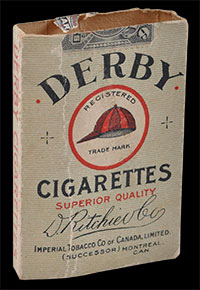 DERBY
REGISTERED
TRADE MARK
CIGARETTES
SUPERIOR QUALITY
D. Ritchie & Co
IMPERIAL TOBACCO CO OF CANADA, LIMITED.
(SUCCESSOR) MONTREAL
CAN.